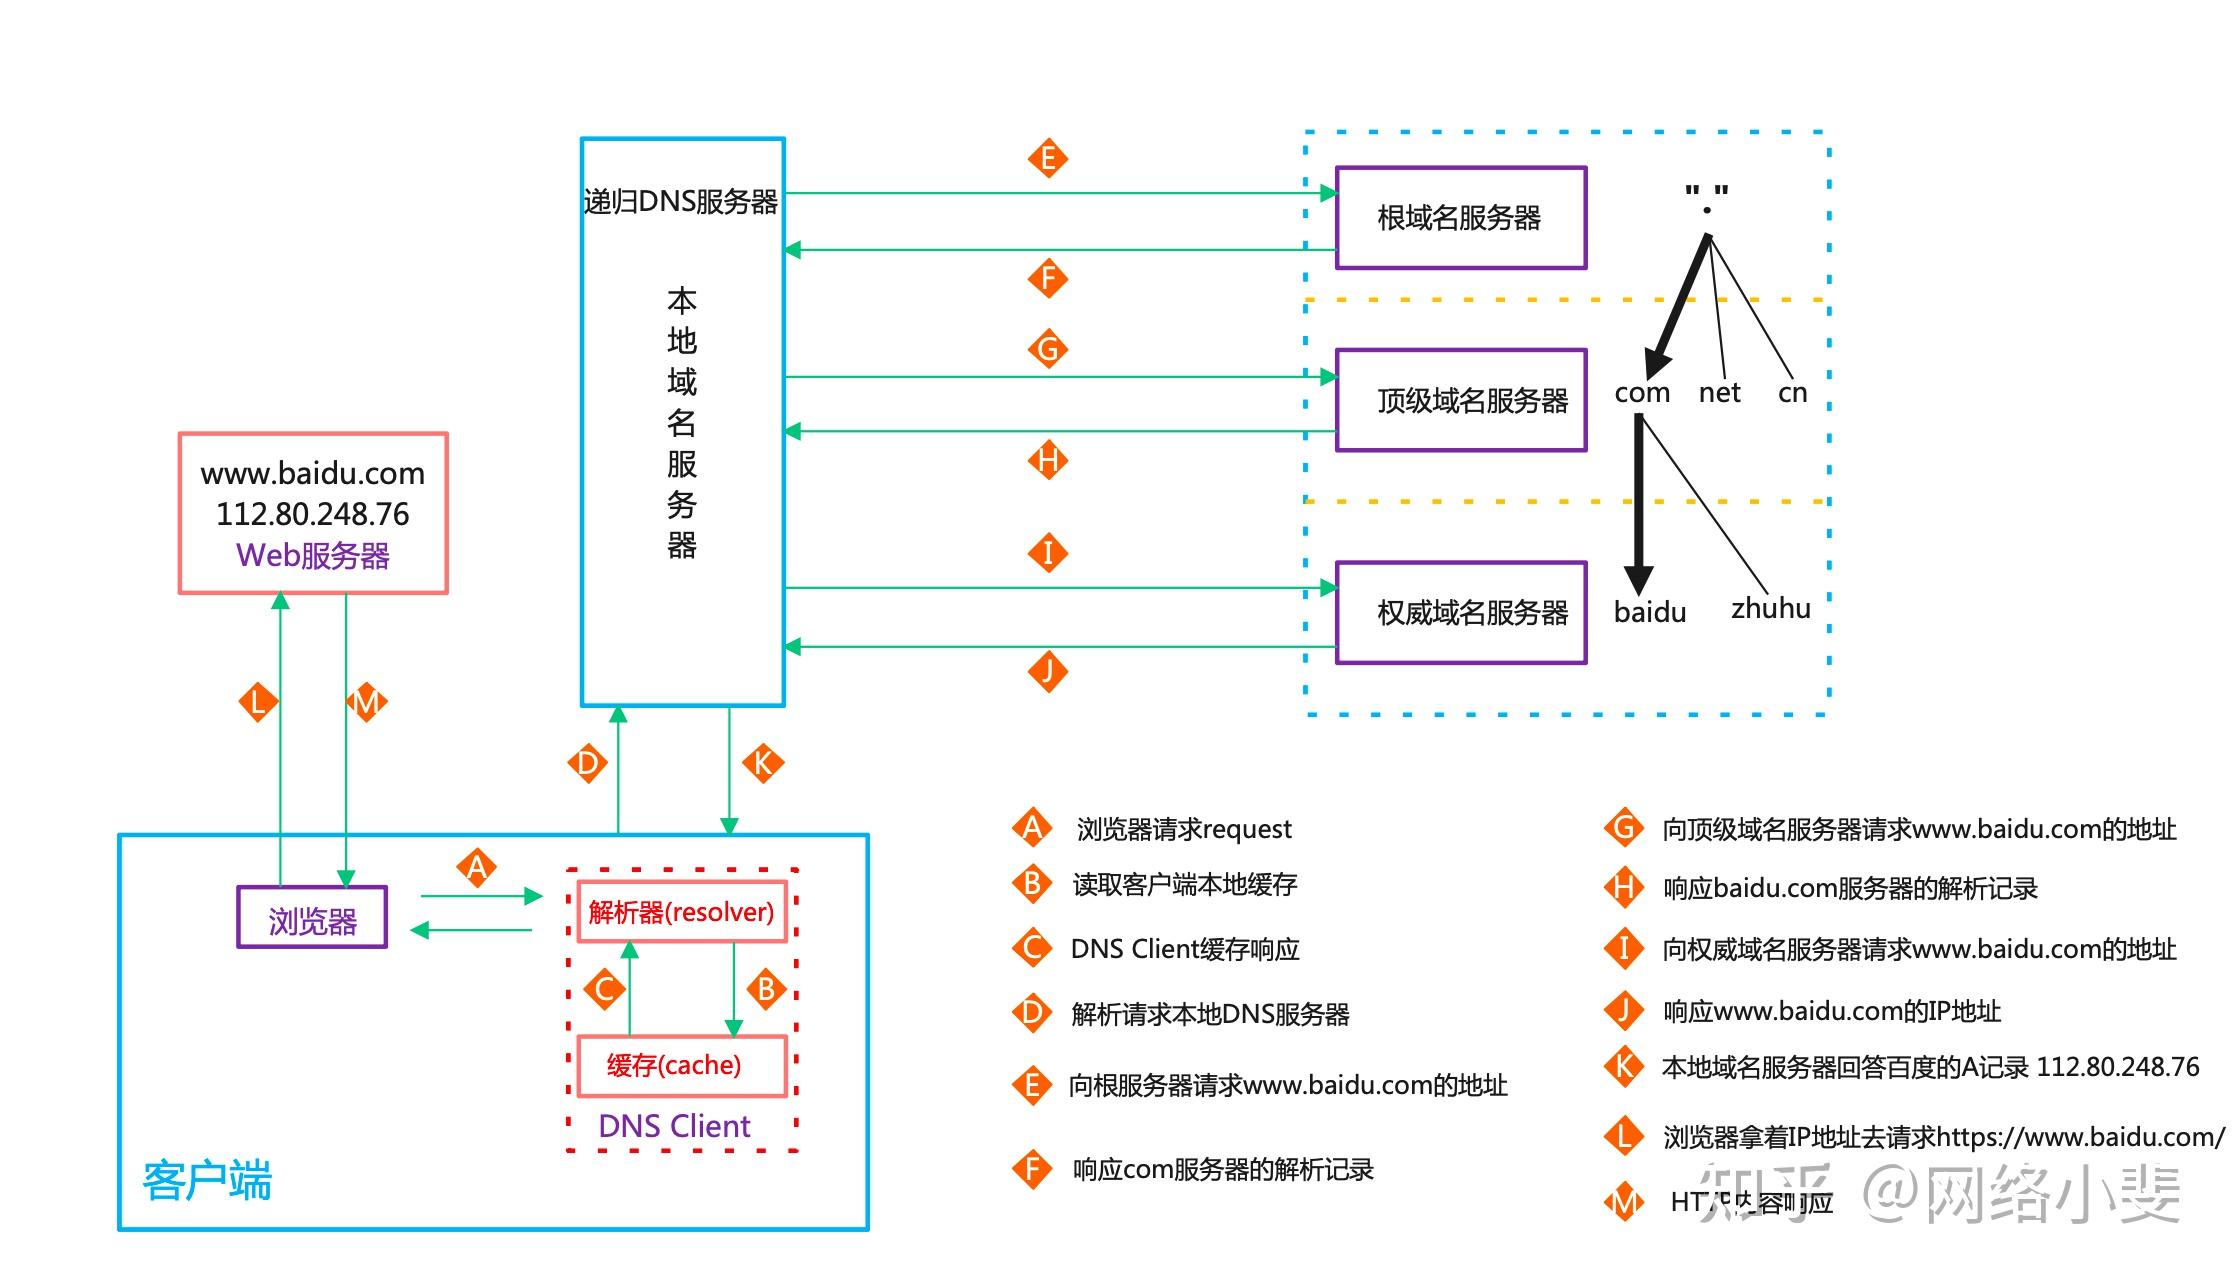 递归DNS服务器
本地域名服务器
E
F
G
H
I
J
根域名服务器
顶级域名服务器
权威域名服务器
"."
com net cn
baidu zhuhu
www.baidu.com
112.80.248.76
Web服务器
L
M
D
K
浏览器
A
解析器(resolver)
C
B
缓存(cache)
DNS Client
客户端
A 浏览器请求request
B 读取客户端本地缓存
C DNS Client缓存响应
D 解析请求本地DNS服务器
E 向根服务器请求www.baidu.com的地址
F 响应com服务器的解析记录
G 向顶级域名服务器请求www.baidu.com的地址
H 响应baidu.com服务器的解析记录
I 向权威域名服务器请求www.baidu.com的地址
J 响应www.baidu.com的IP地址
K 本地域名服务器回答百度的A记录 112.80.248.76
L 浏览器拿着IP地址去请求https://www.baidu.com/
M HTTP内容响应
知乎 @网络小斐